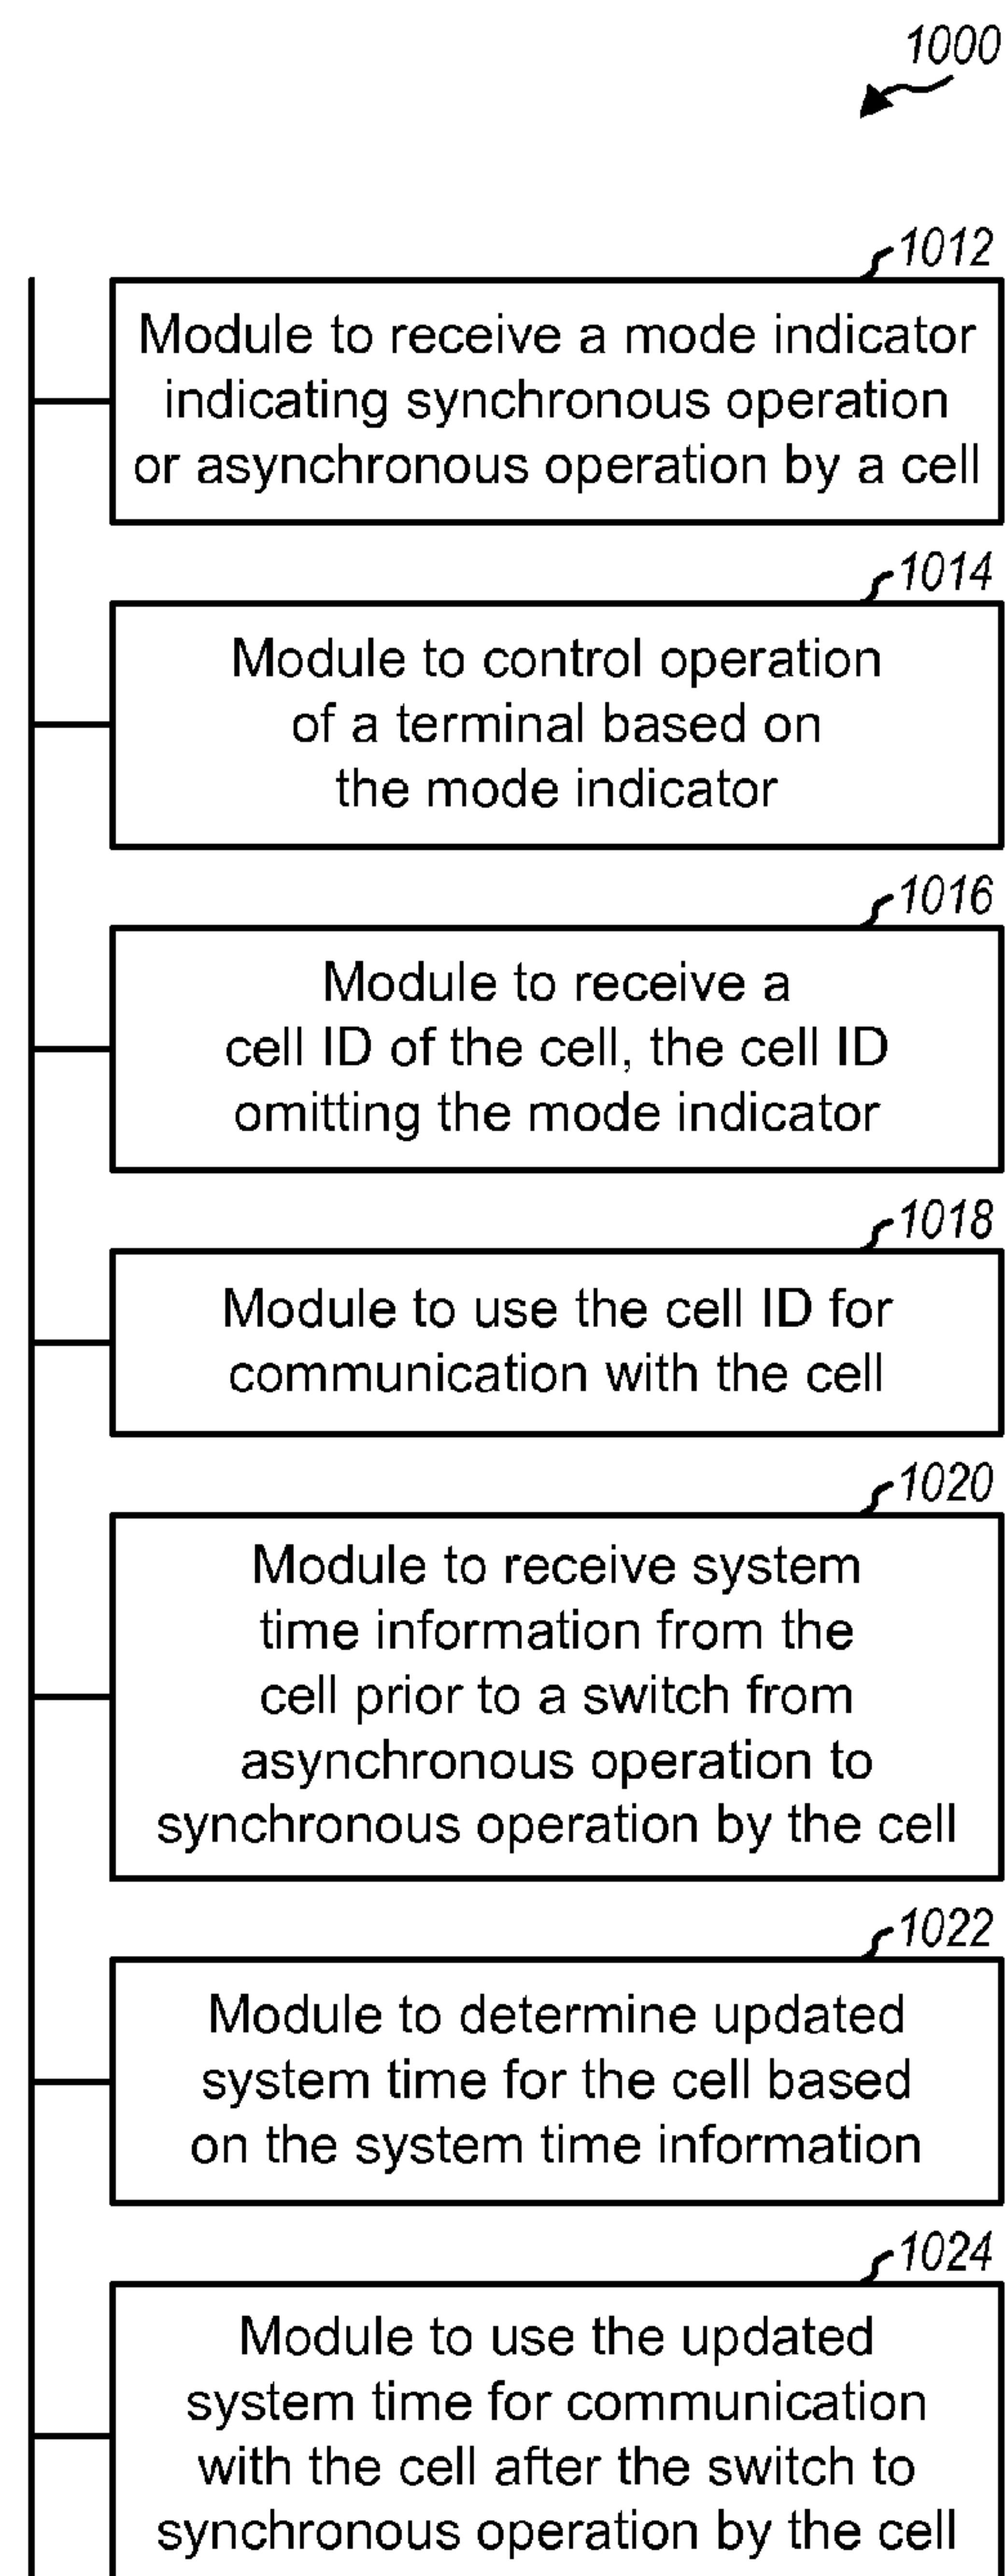 1000
1012
Module to receive a mode indicator
indicating synchronous operation
or asynchronous operation by a cell
1014
Module to control operation
of a terminal based on
the mode indicator
1016
Module to receive a
cell ID of the cell, the cell ID
omitting the mode indicator
1018
Module to use the cell ID for
communication with the cell
1020
Module to receive system
time information from the
cell prior to a switch from
asynchronous operation to
synchronous operation by the cell
1022
Module to determine updated
system time for the cell based
on the system time information
1024
Module to use the updated
system time for communication
with the cell after the switch to
synchronous operation by the cell